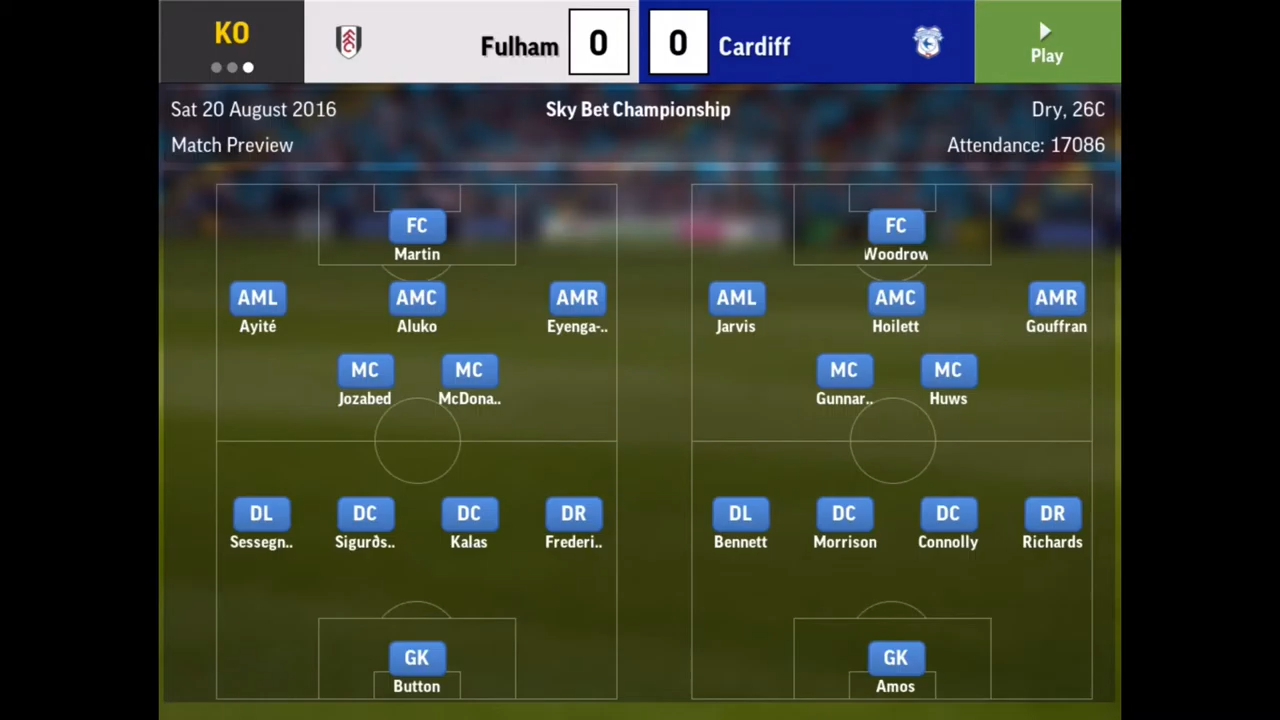 KO
Fulham 0
0 Cardiff
Play
Sat 20 August 2016
Sky Bet Championship
Dry, 26C
Match Preview
Attendance: 17086
FC
Martin
AML
AMC
AMR
Ayité
Aluko
Eyenga-..
MC
MC
Jozabed
McDona..
DL
DC
DC
DR
Sessegn..
Sigurðs..
Kalas
Frederi..
GK
Button
FC
Woodrow
AML
AMC
AMR
Jarvis
Hoilett
Gouffran
MC
MC
Gunnar..
Huws
DL
DC
DC
DR
Bennett
Morrison
Connolly
Richards
GK
Amos